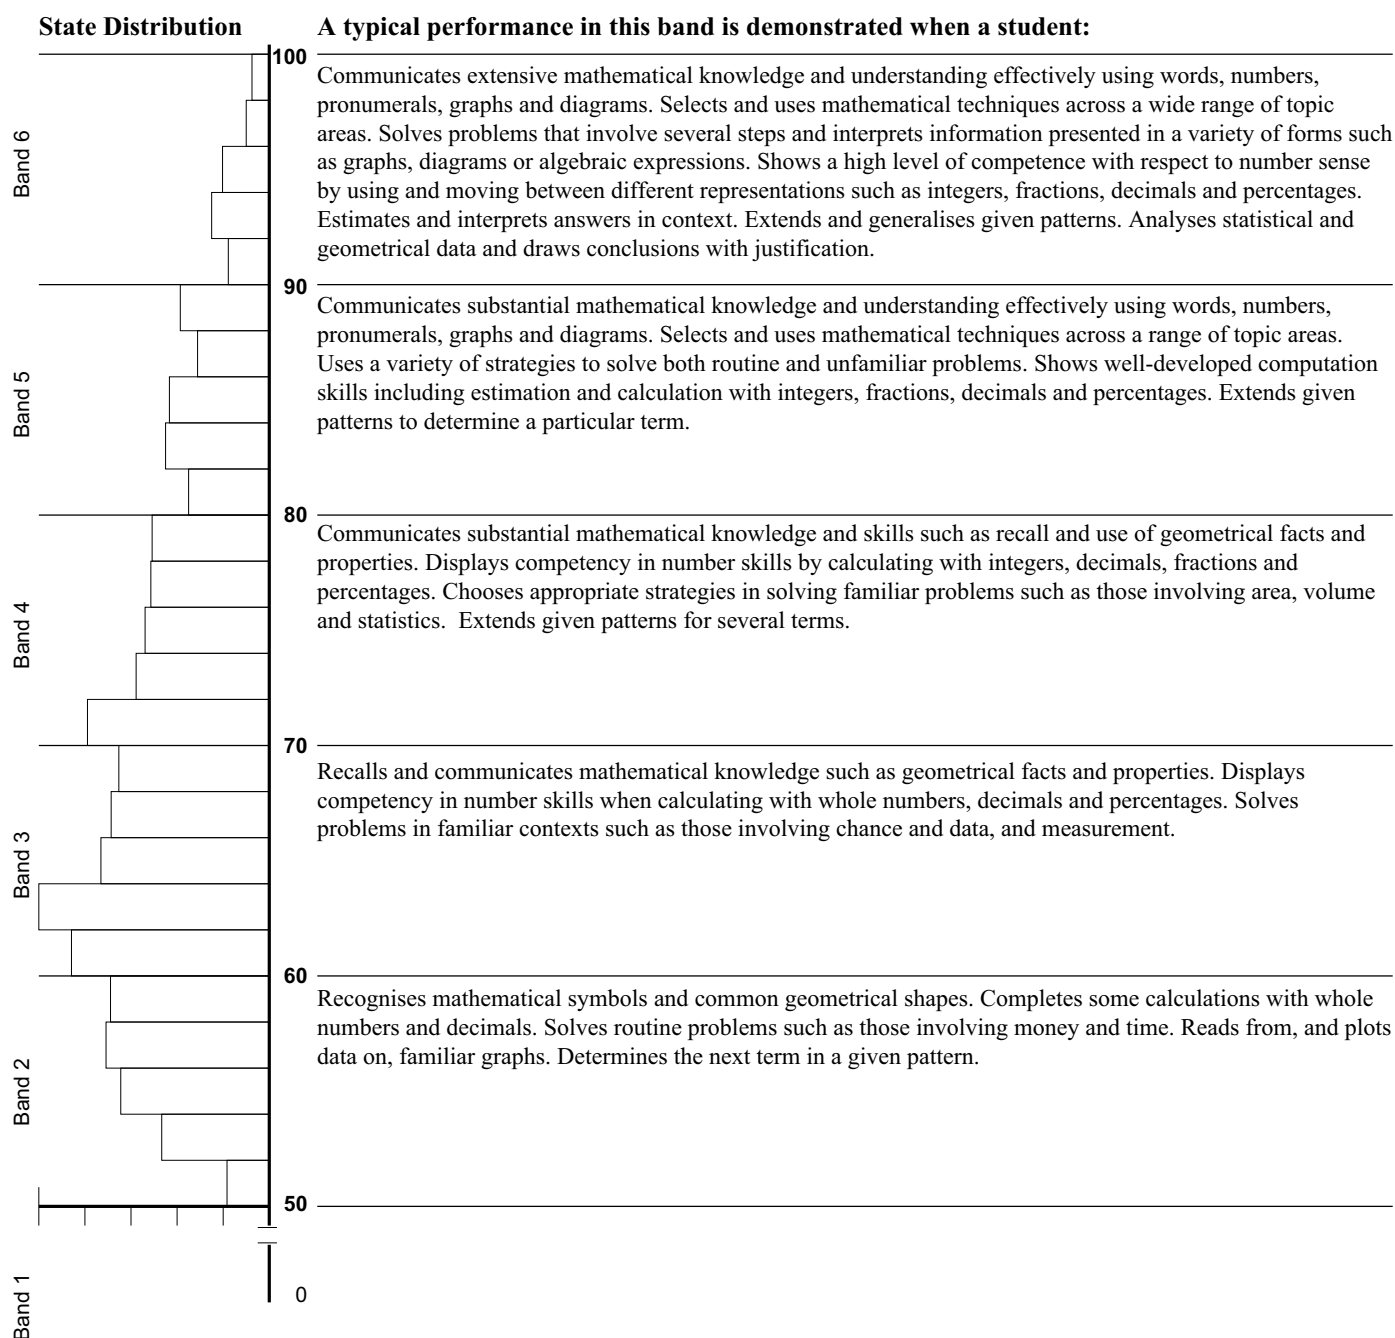 State Distribution
A typical performance in this band is demonstrated when a student:
100
Band 6
Communicates extensive mathematical knowledge and understanding effectively using words, numbers,
pronumerals, graphs and diagrams. Selects and uses mathematical techniques across a wide range of topic
areas. Solves problems that involve several steps and interprets information presented in a variety of forms such
as graphs, diagrams or algebraic expressions. Shows a high level of competence with respect to number sense
by using and moving between different representations such as integers, fractions, decimals and percentages.
Estimates and interprets answers in context. Extends and generalises given patterns. Analyses statistical and
geometrical data and draws conclusions with justification.
90
Band 5
Communicates substantial mathematical knowledge and understanding effectively using words, numbers,
pronumerals, graphs and diagrams. Selects and uses mathematical techniques across a range of topic areas.
Uses a variety of strategies to solve both routine and unfamiliar problems. Shows well-developed computation
skills including estimation and calculation with integers, fractions, decimals and percentages. Extends given
patterns to determine a particular term.
80
Band 4
Communicates substantial mathematical knowledge and skills such as recall and use of geometrical facts and
properties. Displays competency in number skills by calculating with integers, decimals, fractions and
percentages. Chooses appropriate strategies in solving familiar problems such as those involving area, volume
and statistics.  Extends given patterns for several terms.
70
Band 3
Recalls and communicates mathematical knowledge such as geometrical facts and properties. Displays
competency in number skills when calculating with whole numbers, decimals and percentages. Solves
problems in familiar contexts such as those involving chance and data, and measurement.
60
Band 2
Recognises mathematical symbols and common geometrical shapes. Completes some calculations with whole
numbers and decimals. Solves routine problems such as those involving money and time. Reads from, and plots
data on, familiar graphs. Determines the next term in a given pattern.
50
Band 1
0